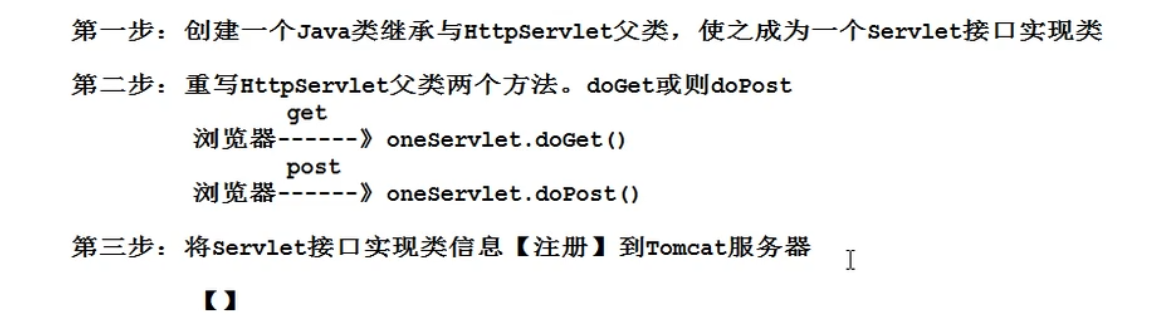 第一步：创建一个Java类继承与HttpServlet父类，使之成为一个Servlet接口实现类
第二步：重写HttpServlet父类两个方法。doGet或则doPost
get
浏览器------》oneServlet.doGet()
post
浏览器------》oneServlet.doPost()
第三步：将Servlet接口实现类信息【注册】到Tomcat服务器
【】